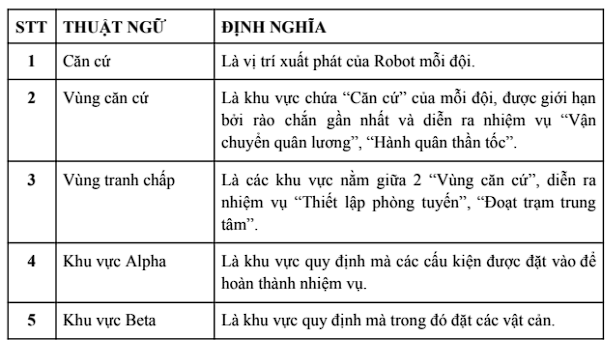 STT THUẬT NGỮ ĐỊNH NGHĨA
1 Căn cứ Là vị trí xuất phát của Robot mỗi đội.
2 Vùng căn cứ Là khu vực chứa “Căn cứ” của mỗi đội, được giới hạn
bởi rào chắn gần nhất và diễn ra nhiệm vụ “Vận
chuyển quân lương”, “Hành quân thần tốc”.
3 Vùng tranh chấp Là các khu vực nằm giữa 2 “Vùng căn cứ”, diễn ra
nhiệm vụ “Thiết lập phòng tuyến”, “Đoạt trạm trung
tâm”.
4 Khu vực Alpha Là khu vực quy định mà các cấu kiện được đặt vào để
hoàn thành nhiệm vụ.
5 Khu vực Beta Là khu vực quy định mà trong đó đặt các vật cản.